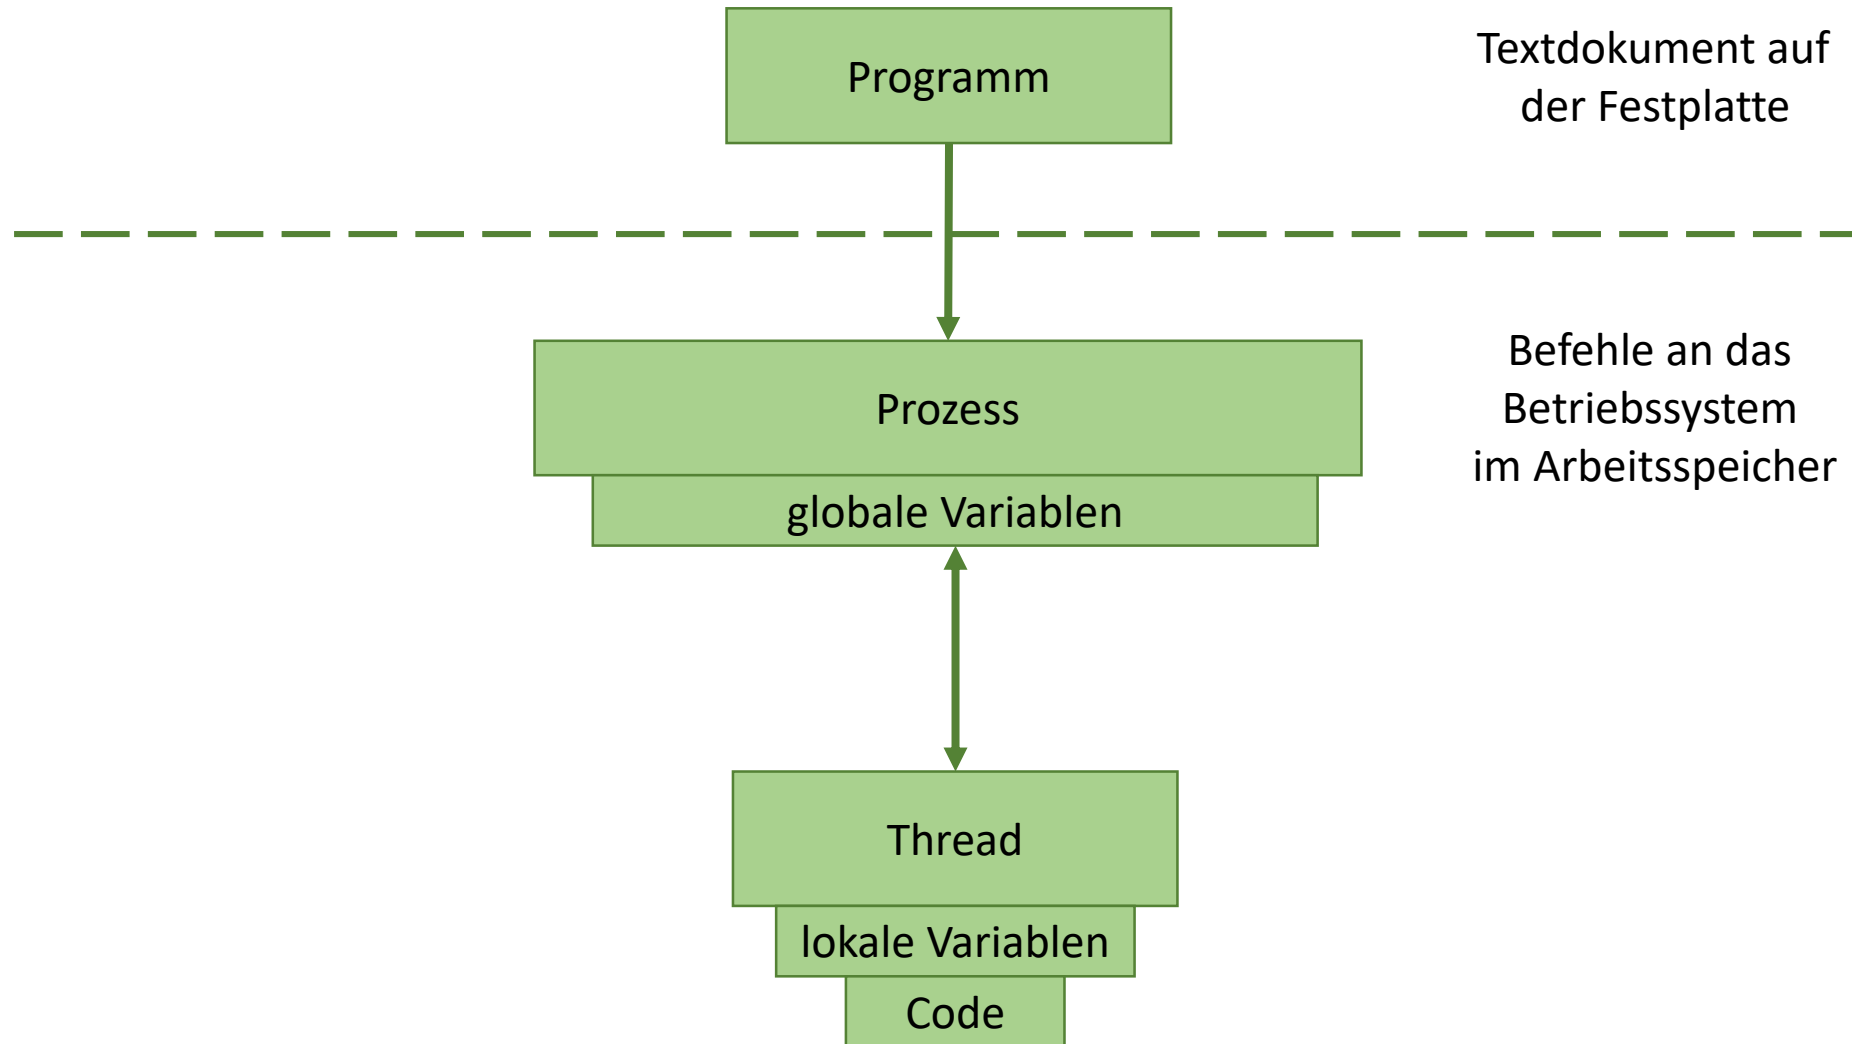 Programm
Textdokument auf
der Festplatte
Prozess
Befehle an das
Betriebssystem
im Arbeitsspeicher
globale Variablen
Thread
lokale Variablen
Code